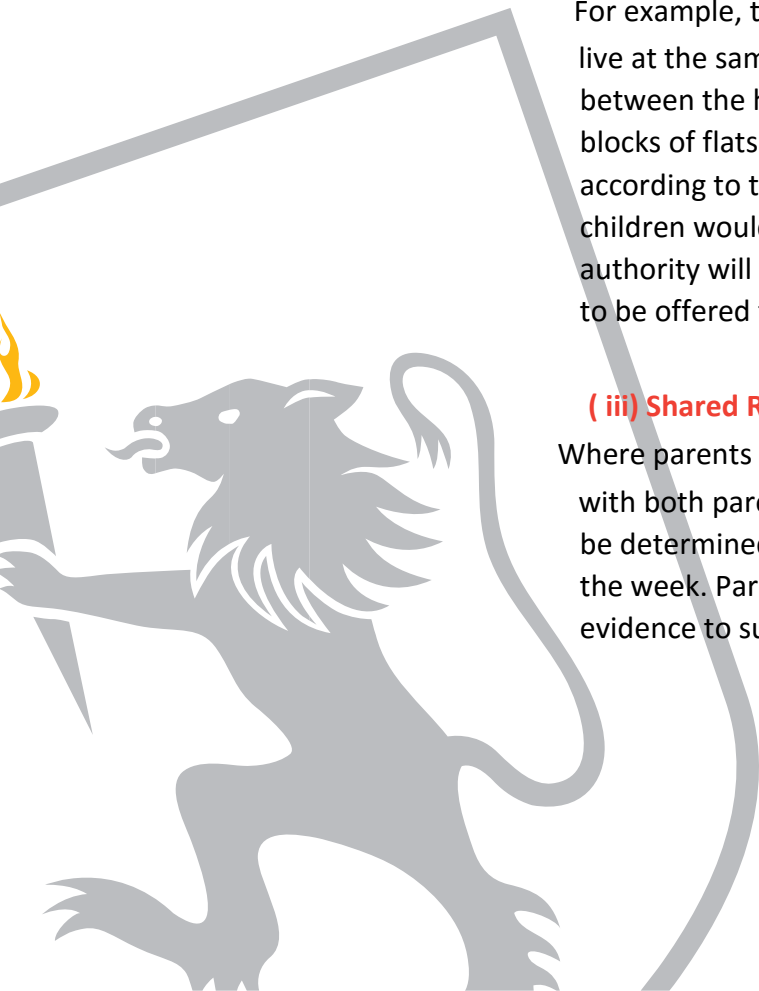 For example, t
live at the sam
between the h
blocks of flats
according to t
children would
authority will
to be offered
( iii) Shared R
Where parents
with both pare
be determined
the week. Par
evidence to su